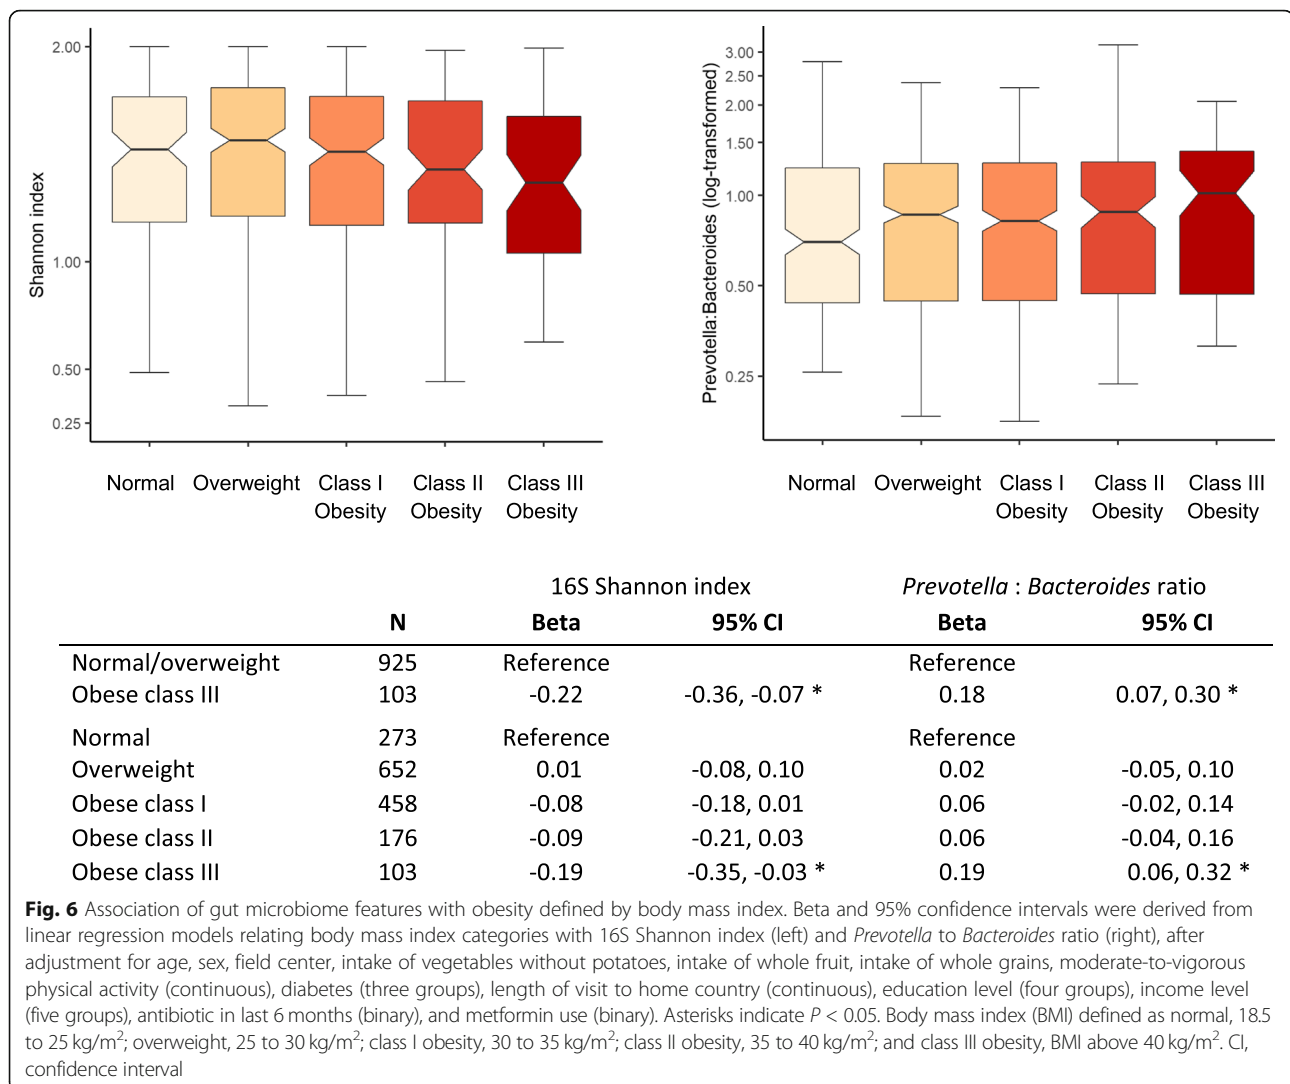 Shannon index
2.00
1.00
0.50
0.25
Normal Overweight Class I Obesity Class II Obesity Class III Obesity
Prevotella:Bacteroides (log-transformed)
3.00
2.50
2.00
1.50
1.00
0.50
0.25
Normal Overweight Class I Obesity Class II Obesity Class III Obesity
16S Shannon index Prevotella : Bacteroides ratio
N Beta 95% CI Beta 95% CI
Normal/overweight 925 Reference Reference
Obese class III 103 -0.22 -0.36, -0.07 * 0.18 0.07, 0.30 *
Normal 273 Reference Reference
Overweight 652 0.01 -0.08, 0.10 0.02 -0.05, 0.10
Obese class I 458 -0.08 -0.18, 0.01 0.06 -0.02, 0.14
Obese class II 176 -0.09 -0.21, 0.03 0.06 -0.04, 0.16
Obese class III 103 -0.19 -0.35, -0.03 * 0.19 0.06, 0.32 *
Fig. 6 Association of gut microbiome features with obesity defined by body mass index. Beta and 95% confidence intervals were derived from
linear regression models relating body mass index categories with 16S Shannon index (left) and Prevotella to Bacteroides ratio (right), after
adjustment for age, sex, field center, intake of vegetables without potatoes, intake of whole fruit, intake of whole grains, moderate-to-vigorous
physical activity (continuous), diabetes (three groups), length of visit to home country (continuous), education level (four groups), income level
(five groups), antibiotic in last 6 months (binary), and metformin use (binary). Asterisks indicate P < 0.05. Body mass index (BMI) defined as normal, 18.5
to 25 kg/m²; overweight, 25 to 30 kg/m²; class I obesity, 30 to 35 kg/m²; class II obesity, 35 to 40 kg/m²; and class III obesity, BMI above 40 kg/m². CI,
confidence interval